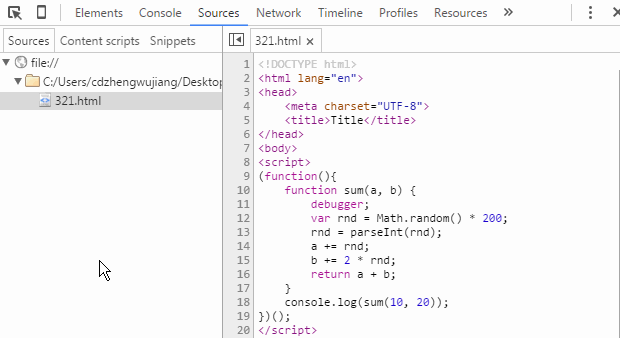 Elements Console Sources Network Timeline Profiles Resources »
Sources Content scripts Snippets
file://
C:/Users/cdzhengwujiang/Desktop
321.html
321.html ×
1 <!DOCTYPE html>
2 <html lang="en">
3 <head>
4 <meta charset="UTF-8">
5 <title>Title</title>
6 </head>
7 <body>
8 <script>
9 (function(){
10 function sum(a, b) {
11 debugger;
12 var rnd = Math.random() * 200;
13 rnd = parseInt(rnd);
14 a += rnd;
15 b += 2 * rnd;
16 return a + b;
17 }
18 console.log(sum(10, 20));
19 })();
20 </script>